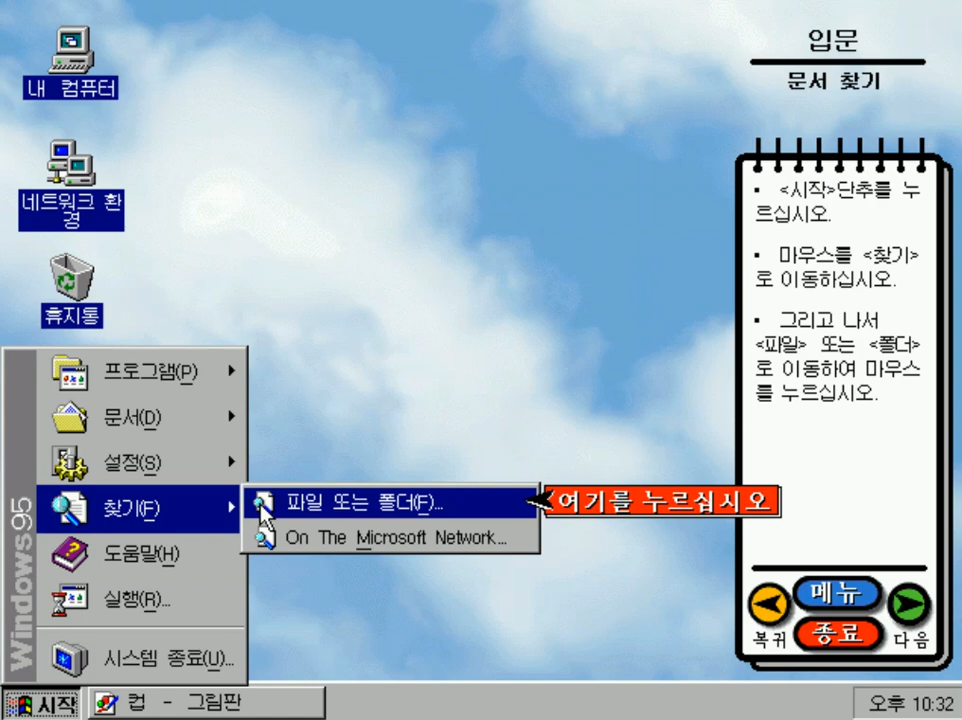 내 컴퓨터
네트워크 환
경
휴지통
입문
문서 찾기
▪ <시작>단추를 누
르십시오.
▪ 마우스를 <찾기>
로 이동하십시오.
▪ 그리고 나서
<파일> 또는 <폴더>
로 이동하여 마우스
를 누르십시오.
메뉴
종료
복귀
다음
Windows95
프로그램(P)
문서(D)
설정(S)
찾기(F)
도움말(H)
실행(R)...
시스템 종료(U)...
파일 또는 폴더(F)...
On The Microsoft Network...
여기를 누르십시오
시작
컵 - 그림판
오후 10:32